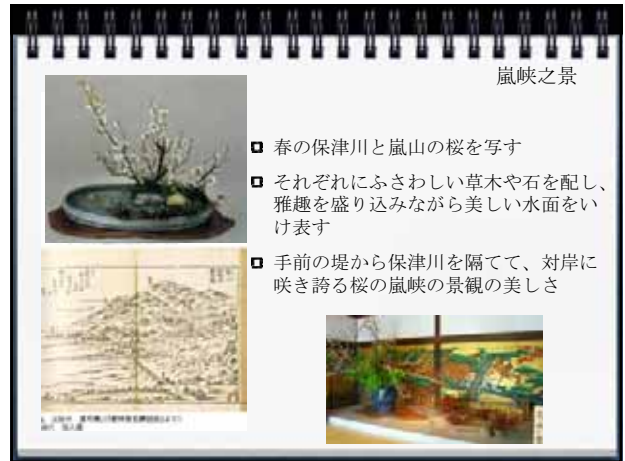 嵐峡之景
春の保津川と嵐山の桜を写す
それぞれにふさわしい草木や石を配し、
雅趣を盛り込みながら美しい水面をい
け表す
手前の堤から保津川を隔てて、対岸に
咲き誇る桜の嵐峡の景観の美しさ